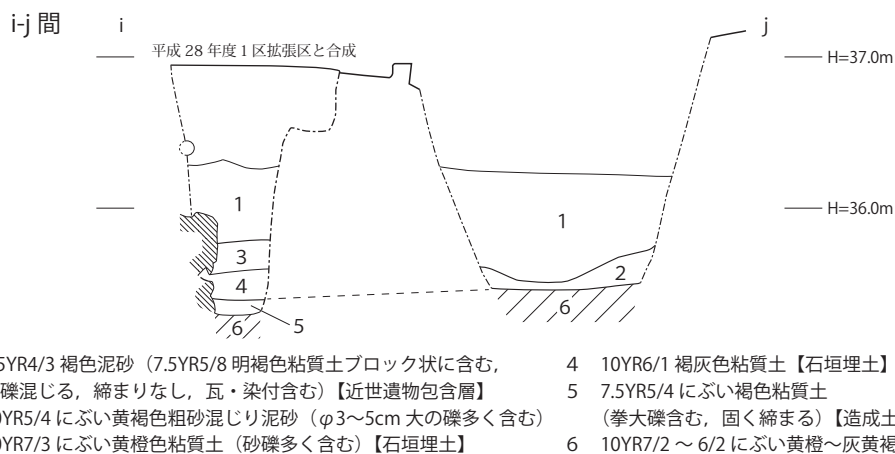 i-j 間
i
j
平成 28 年度 1 区拡張区と合成
H=37.0m
H=36.0m
1
3
4
5
6
1
2
6
5YR4/3 褐色泥砂（7.5YR5/8 明褐色粘質土ブロック状に含む，
礫混じる，締まりなし，瓦・染付含む）【近世遺物包含層】
YR5/4 にぶい黄褐色粗砂混じり泥砂（φ3〜5cm 大の礫多く含む）
YR7/3 にぶい黄橙色粘質土（砂礫多く含む）【石垣埋土】
4 10YR6/1 褐灰色粘質土【石垣埋土】
5 7.5YR5/4 にぶい褐色粘質土
（拳大礫含む，固く締まる）【造成土
6 10YR7/2 〜 6/2 にぶい黄橙〜灰黄褐